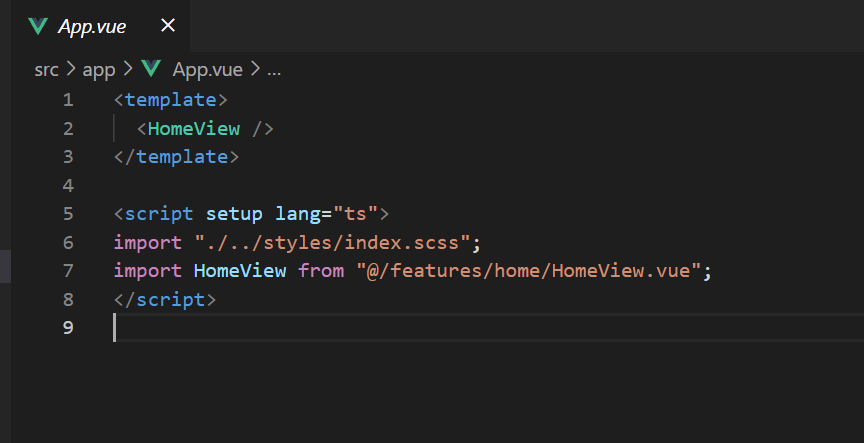 App.vue ×
src > app > App.vue > ...
1 <template>
2 <HomeView />
3 </template>
4
5 <script setup lang="ts">
6 import "./../styles/index.scss";
7 import HomeView from "@/features/home/HomeView.vue";
8 </script>
9